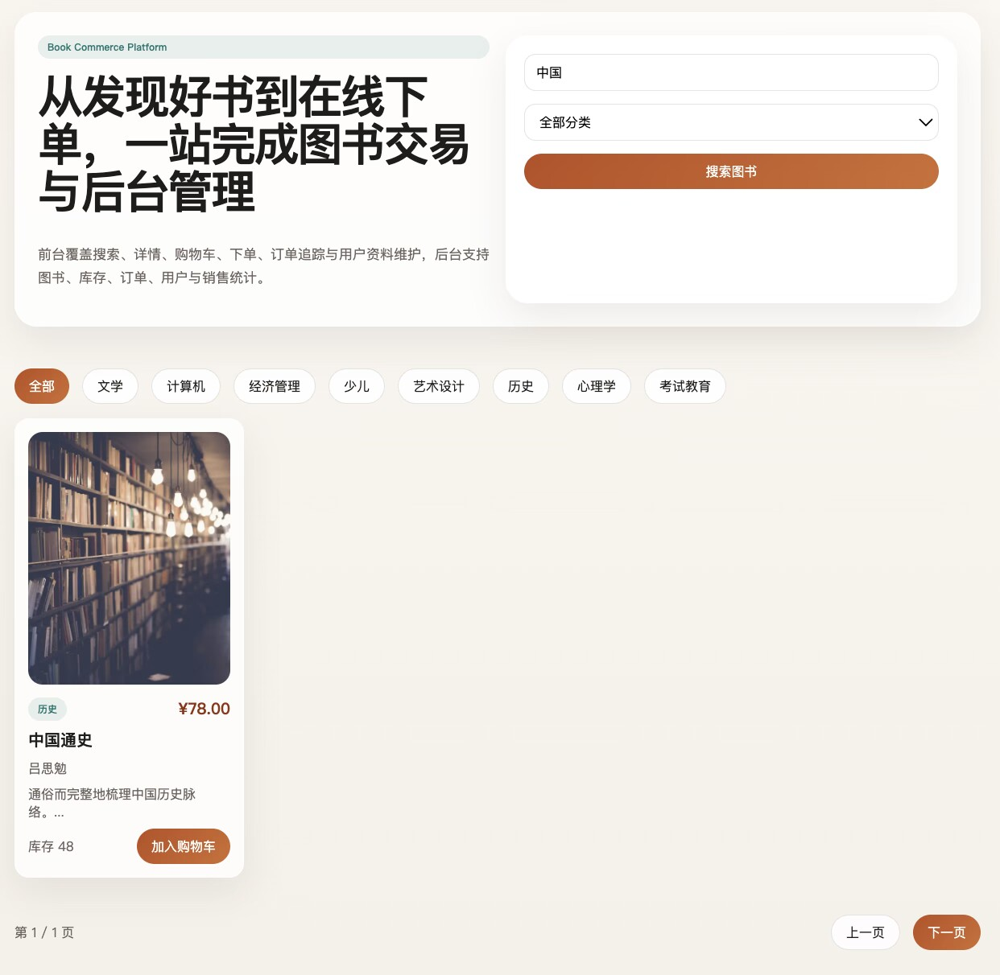 Book Commerce Platform
从发现好书到在线下
单，一站完成图书交易
与后台管理
前台覆盖搜索、详情、购物车、下单、订单追踪与用户资料维护，后台支持
图书、库存、订单、用户与销售统计。
中国
全部分类
搜索图书
全部 文学 计算机 经济管理 少儿 艺术设计 历史 心理学 考试教育
历史 ¥78.00
中国通史
吕思勉
通俗而完整地梳理中国历史脉
络。...
库存 48 加入购物车
第 1 / 1 页 上一页 下一页